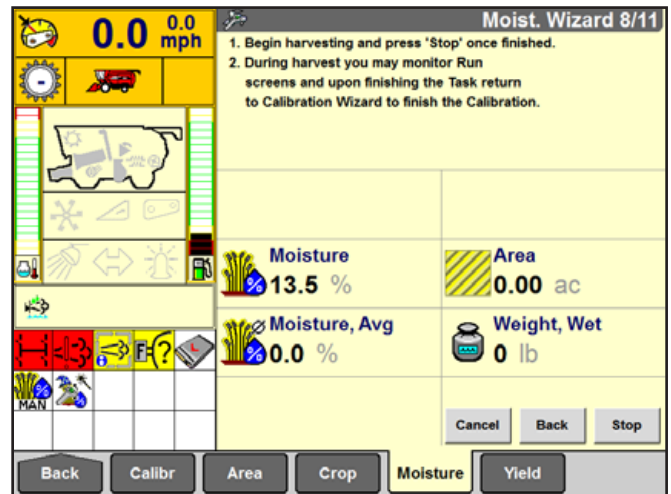 0.0 0.0 mph
Moist. Wizard 8/11
1. Begin harvesting and press 'Stop' once finished.
2. During harvest you may monitor Run
screens and upon finishing the Task return
to Calibration Wizard to finish the Calibration.
Moisture
13.5 %
Area
0.00 ac
Moisture, Avg
0.0 %
Weight, Wet
0 lb
F=(?
L
MAN
Cancel Back Stop
Back Calibr Area Crop Moisture Yield